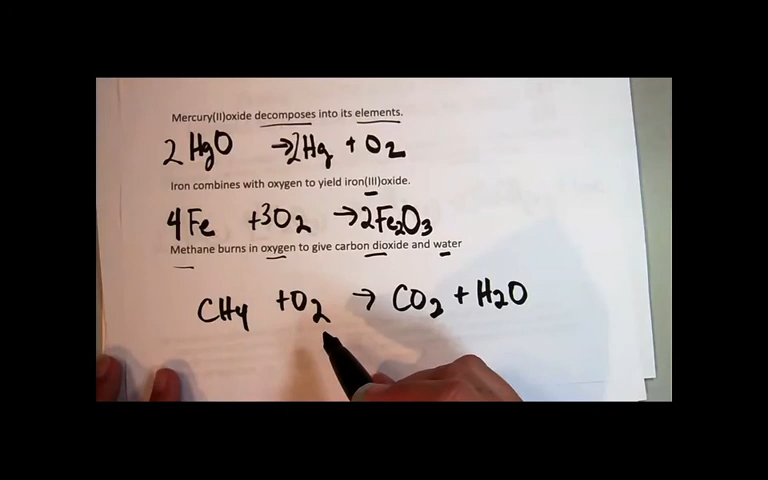 Mercury(II)oxide decomposes into its elements.
2 HgO → 2Hg + O2
Iron combines with oxygen to yield iron(III)oxide.
4Fe +3O2 → 2Fe2O3
Methane burns in oxygen to give carbon dioxide and water
CH4 +O2 → CO2 + H2O